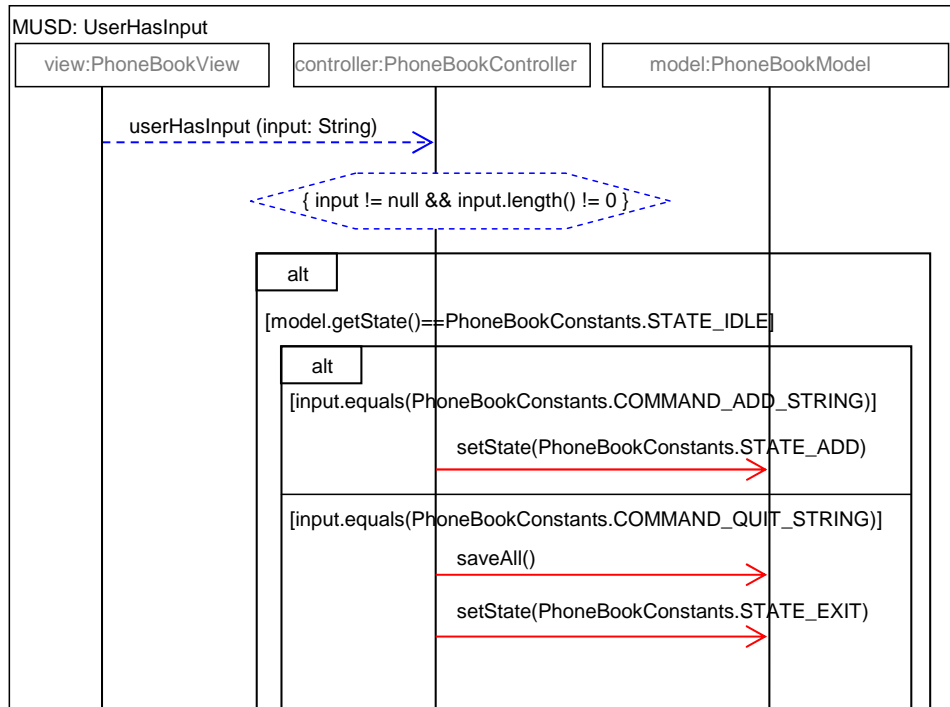 MUSD: UserHasInput
view:PhoneBookView
controller:PhoneBookController
model:PhoneBookModel
userHasInput (input: String)
{ input != null && input.length() != 0 }
alt
[model.getState()==PhoneBookConstants.STATE_IDLE]
alt
[input.equals(PhoneBookConstants.COMMAND_ADD_STRING)]
setState(PhoneBookConstants.STATE_ADD)
[input.equals(PhoneBookConstants.COMMAND_QUIT_STRING)]
saveAll()
setState(PhoneBookConstants.STATE_EXIT)